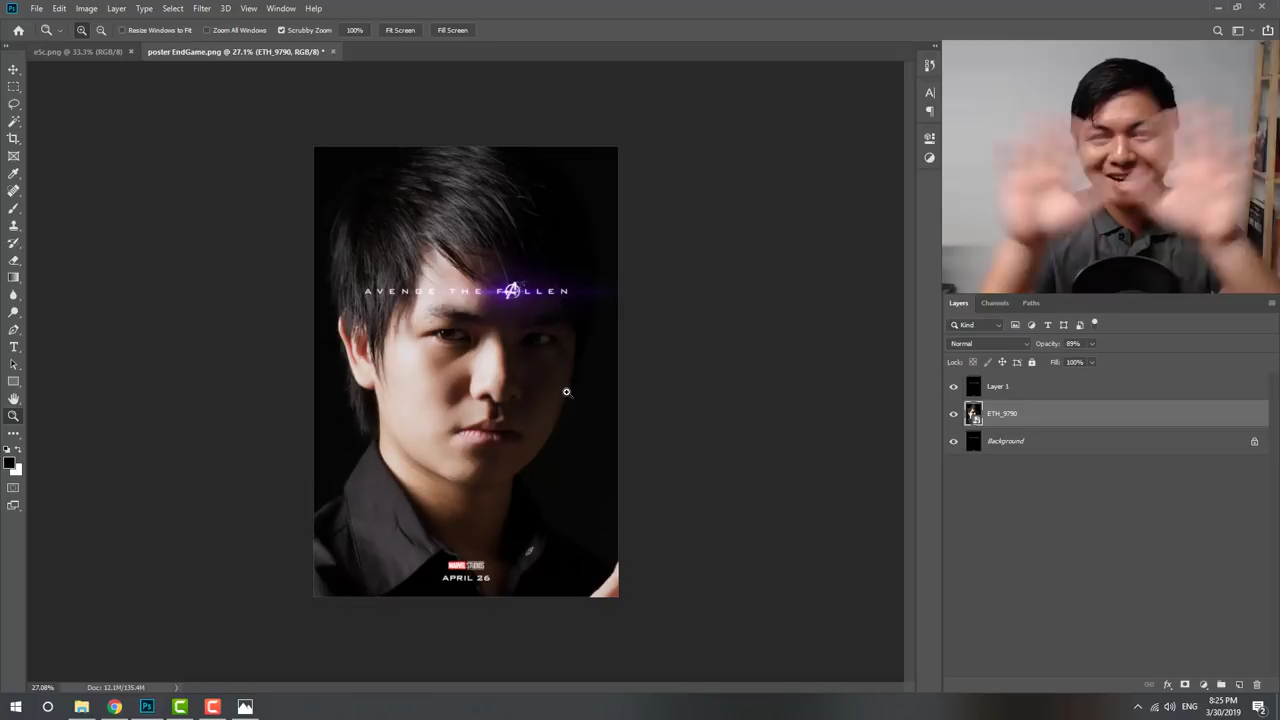 File Edit Image Layer Type Select Filter 3D View Window Help
Resize Windows to Fit Zoom All Windows Scrubby Zoom 100% Fit Screen Fill Screen
e5c.png @ 33.3% (RGB/8) × poster EndGame.png @ 27.1% (ETH_9790, RGB/8) * ×
AVENGE THE FALLEN
MARVEL STUDIOS
APRIL 26
Layers Channels Paths
Kind
Normal Opacity: 89%
Lock: Fill: 100%
Layer 1
ETH_9790
Background
27.08% Doc: 12.1M/135.4M
ENG
8:25 PM
3/30/2019
2